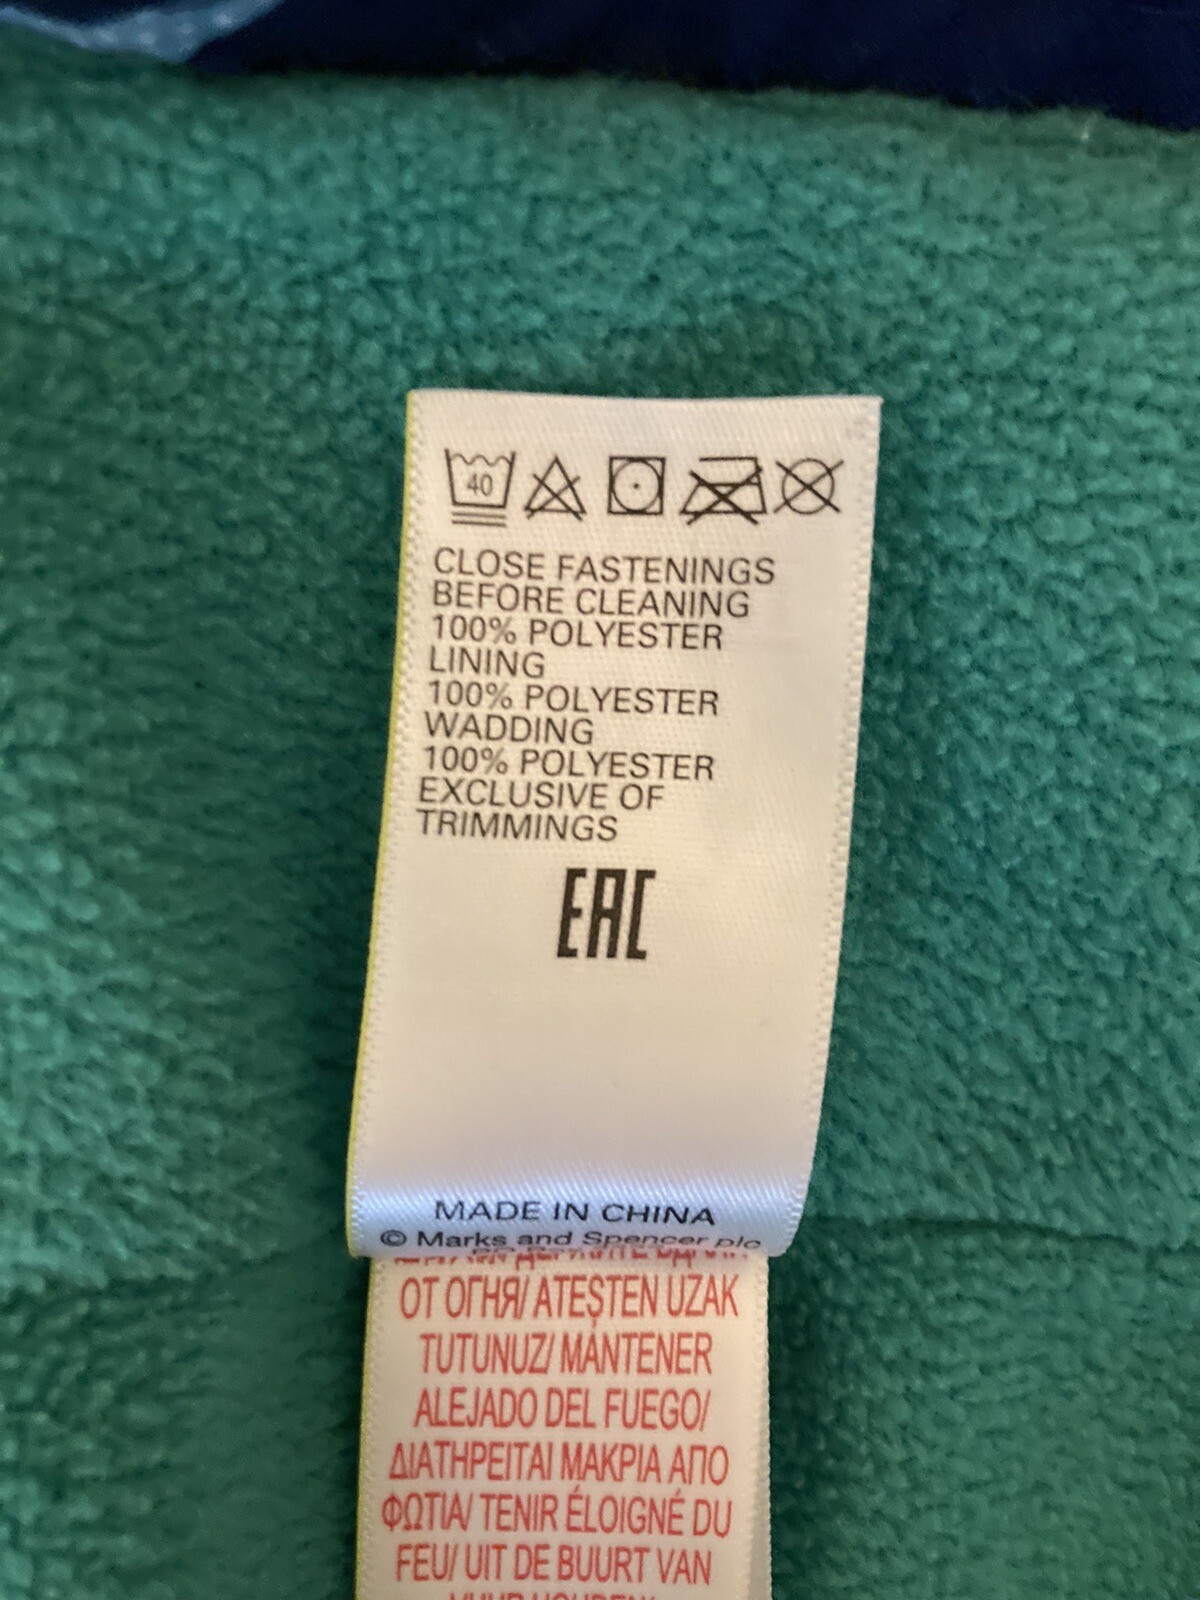 40
CLOSE FASTENINGS
BEFORE CLEANING
100% POLYESTER
LINING
100% POLYESTER
WADDING
100% POLYESTER
EXCLUSIVE OF
TRIMMINGS
EAC
MADE IN CHINA
© Marks and Spencer plc
ОТ ОГНЯ/ ATEŞTEN UZAK
TUTUNUZ/ MANTENER
ALEJADO DEL FUEGO/
ΔΙΑΤΗΡΕΙΤΑΙ ΜΑΚΡΙΑ ΑΠΟ
ΦΩΤΙΑ/ TENIR ÉLOIGNÉ DU
FEU/ UIT DE BUURT VAN